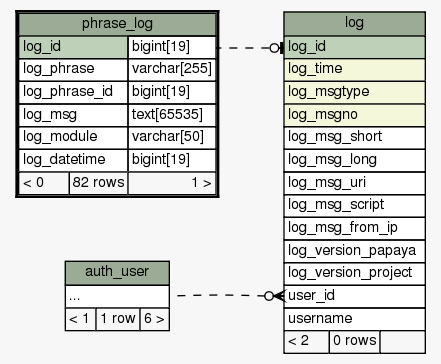 phrase_log
log_id bigint[19]
log_phrase varchar[255]
log_phrase_id bigint[19]
log_msg text[65535]
log_module varchar[50]
log_datetime bigint[19]
< 0 82 rows 1 >
log
log_id
log_time
log_msgtype
log_msgno
log_msg_short
log_msg_long
log_msg_uri
log_msg_script
log_msg_from_ip
log_version_papaya
log_version_project
user_id
username
< 2 0 rows
auth_user
...
< 1 1 row 6 >